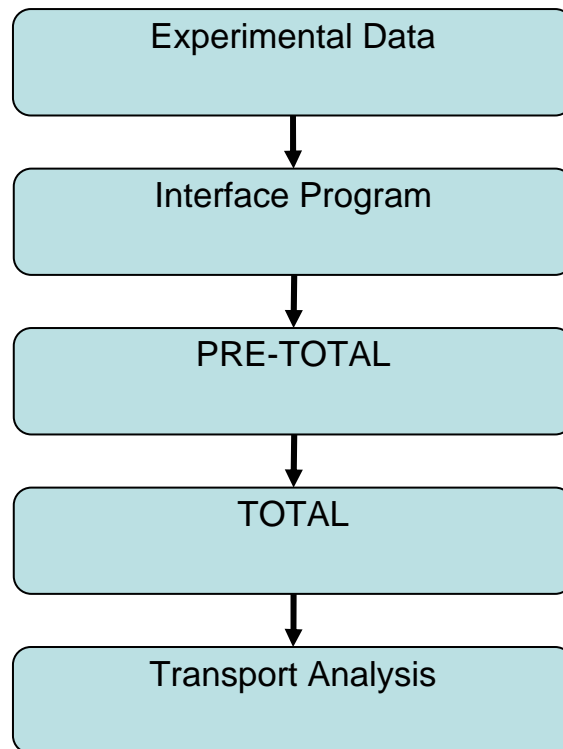 Experimental Data
Interface Program
PRE-TOTAL
TOTAL
Transport Analysis